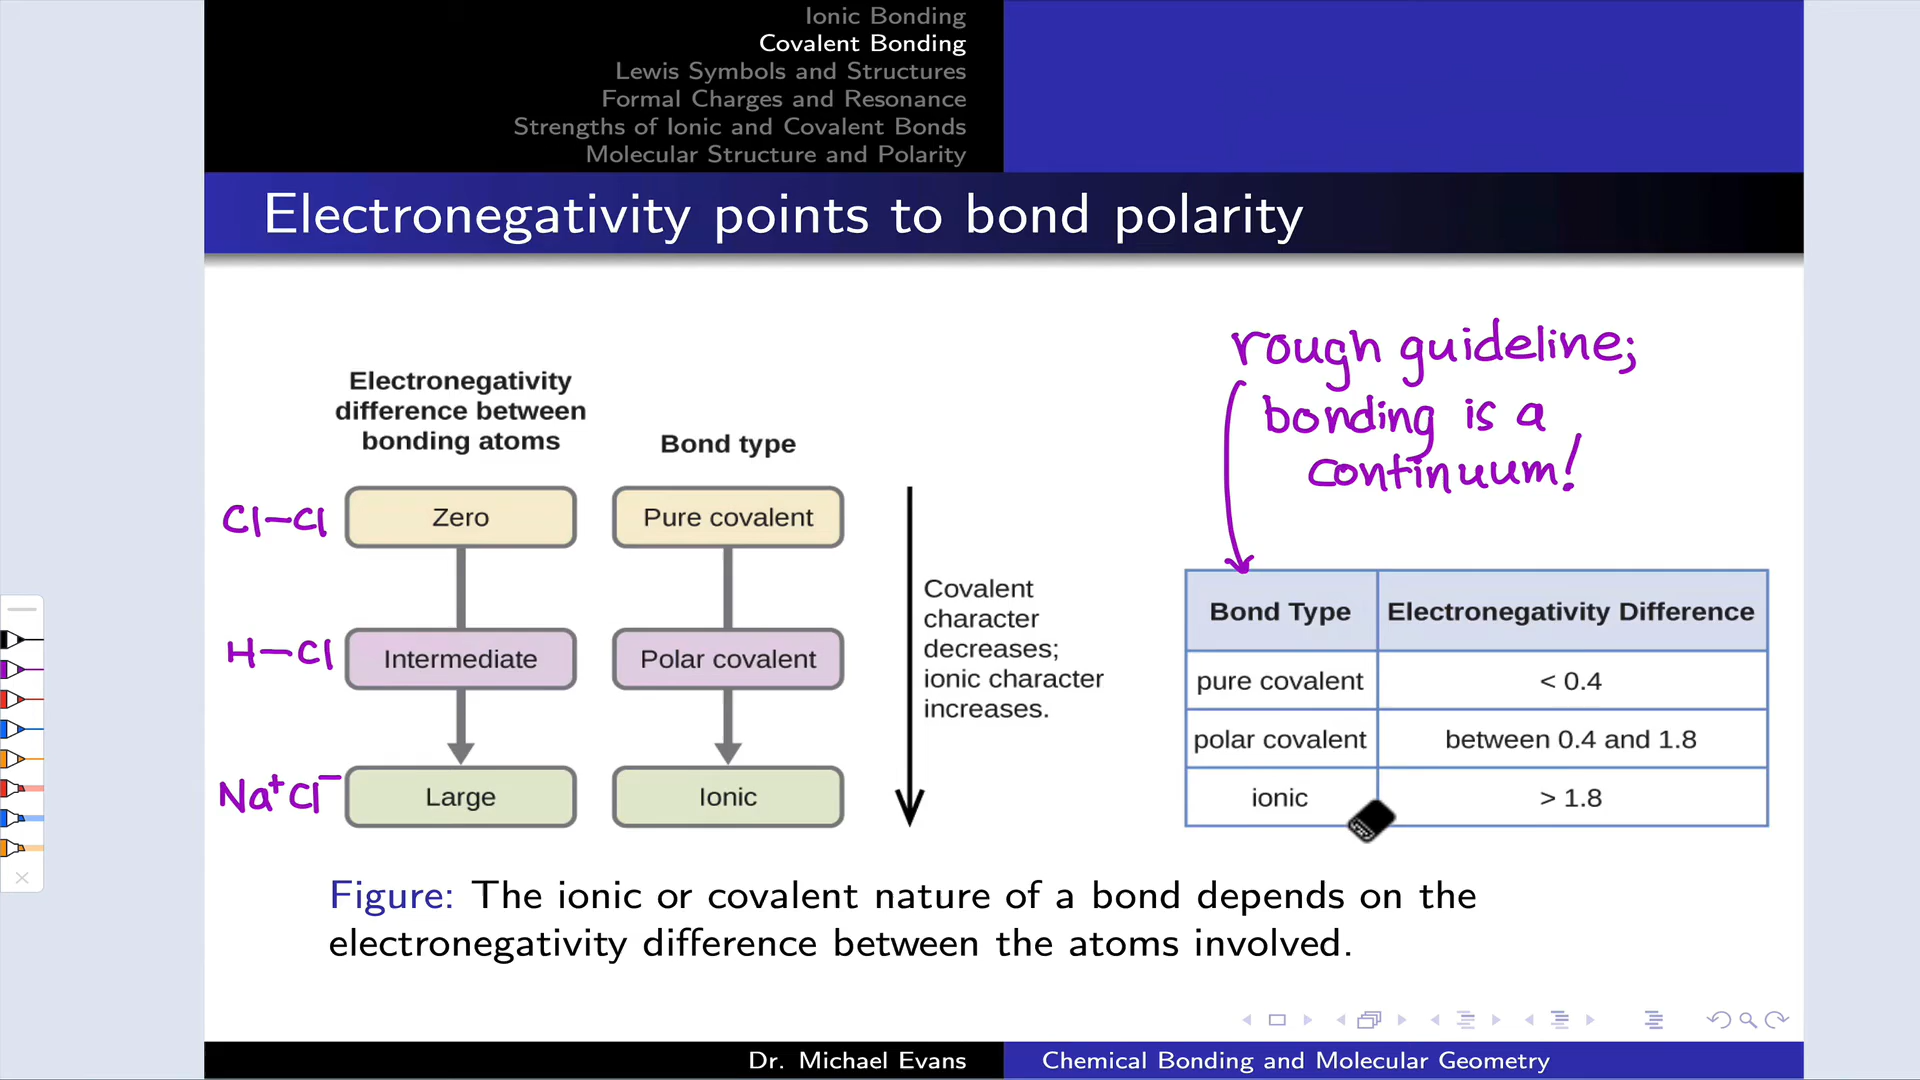 Ionic Bonding
Covalent Bonding
Lewis Symbols and Structures
Formal Charges and Resonance
Strengths of Ionic and Covalent Bonds
Molecular Structure and Polarity
Electronegativity points to bond polarity
Electronegativity
difference between
bonding atoms
Bond type
Cl–Cl
Zero
Pure covalent
H–Cl
Intermediate
Polar covalent
Na⁺Cl⁻
Large
Ionic
Covalent
character
decreases;
ionic character
increases.
rough guideline;
bonding is a
continuum!
Bond Type Electronegativity Difference
pure covalent < 0.4
polar covalent between 0.4 and 1.8
ionic > 1.8
Figure: The ionic or covalent nature of a bond depends on the
electronegativity difference between the atoms involved.
Dr. Michael Evans
Chemical Bonding and Molecular Geometry